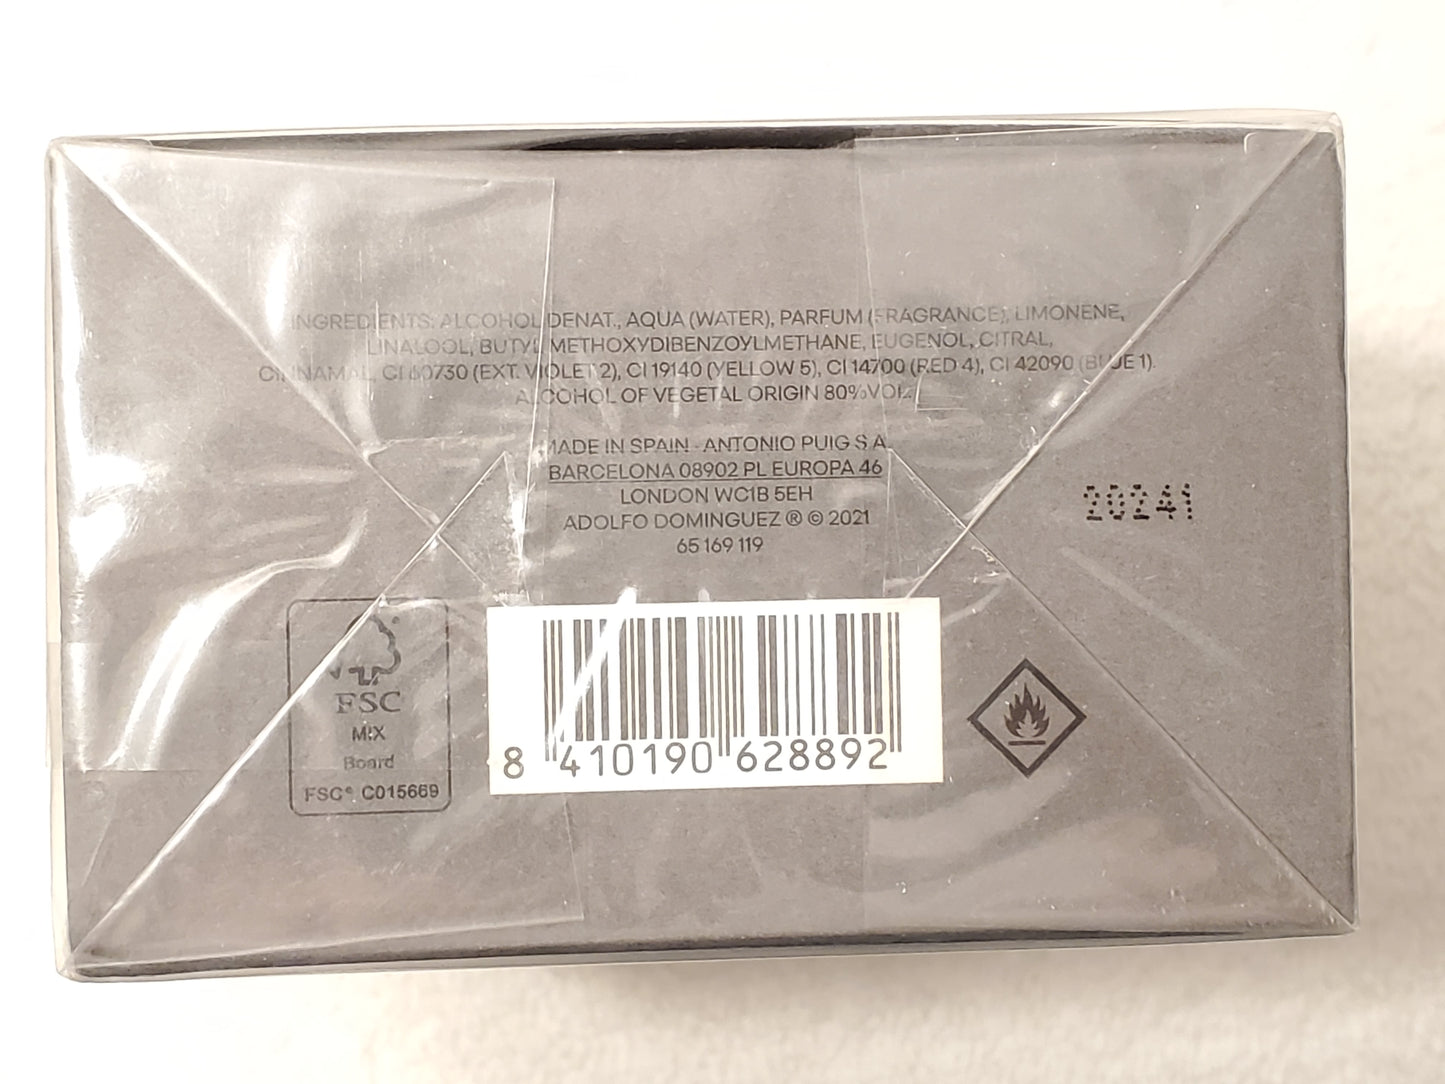 INGREDIENTS: ALCOHOL DENAT., AQUA (WATER), PARFUM (FRAGRANCE), LIMONENE,
LINALOOL, BUTYL METHOXYDIBENZOYLMETHANE, EUGENOL, CITRAL,
CINNAMAL, CI 60730 (EXT. VIOLET 2), CI 19140 (YELLOW 5), CI 14700 (RED 4), CI 42090 (BLUE 1).
ALCOHOL OF VEGETAL ORIGIN 80%VOL.
MADE IN SPAIN - ANTONIO PUIG S.A.
BARCELONA 08902 PL EUROPA 46
LONDON WC1B 5EH
ADOLFO DOMINGUEZ ® © 2021
65 169 119
20241
FSC
MIX
Board
FSC® C015669
8 410190 628892